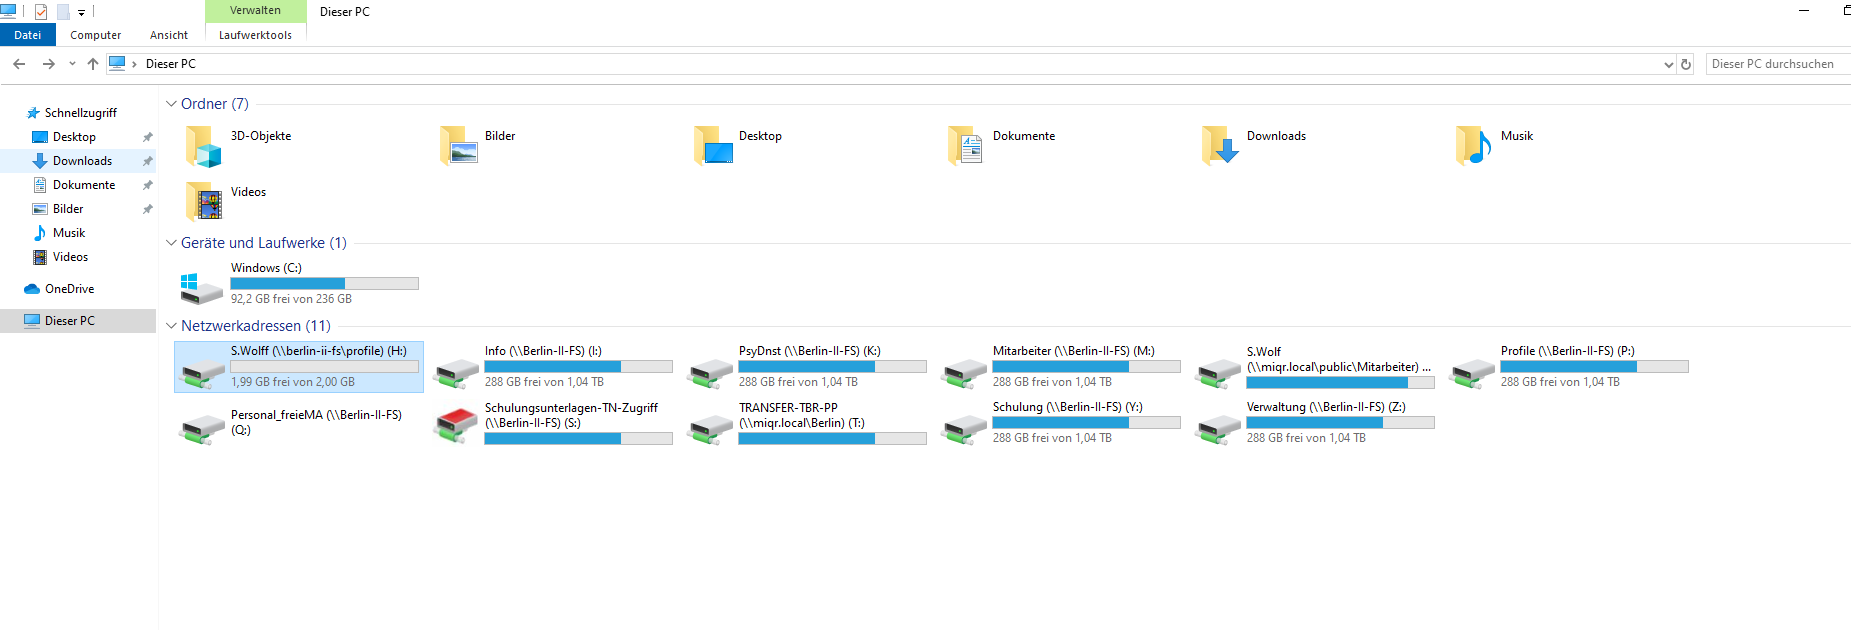 Verwalten
Dieser PC
Datei
Computer
Ansicht
Laufwerktools
Dieser PC
Dieser PC durchsuchen
Schnellzugriff
Desktop
Downloads
Dokumente
Bilder
Musik
Videos
OneDrive
Dieser PC
Ordner (7)
3D-Objekte
Bilder
Desktop
Dokumente
Downloads
Musik
Videos
Geräte und Laufwerke (1)
Windows (C:)
92,2 GB frei von 236 GB
Netzwerkadressen (11)
S.Wolff (\\berlin-ii-fs\profile) (H:)
1,99 GB frei von 2,00 GB
Info (\\Berlin-II-FS) (I:)
288 GB frei von 1,04 TB
PsyDnst (\\Berlin-II-FS) (K:)
288 GB frei von 1,04 TB
Mitarbeiter (\\Berlin-II-FS) (M:)
288 GB frei von 1,04 TB
S.Wolf
(\\miqr.local\public\Mitarbeiter) ...
Profile (\\Berlin-II-FS) (P:)
288 GB frei von 1,04 TB
Personal_freieMA (\\Berlin-II-FS)
(Q:)
Schulungsunterlagen-TN-Zugriff
(\\Berlin-II-FS) (S:)
TRANSFER-TBR-PP
(\\miqr.local\Berlin) (T:)
Schulung (\\Berlin-II-FS) (Y:)
288 GB frei von 1,04 TB
Verwaltung (\\Berlin-II-FS) (Z:)
288 GB frei von 1,04 TB